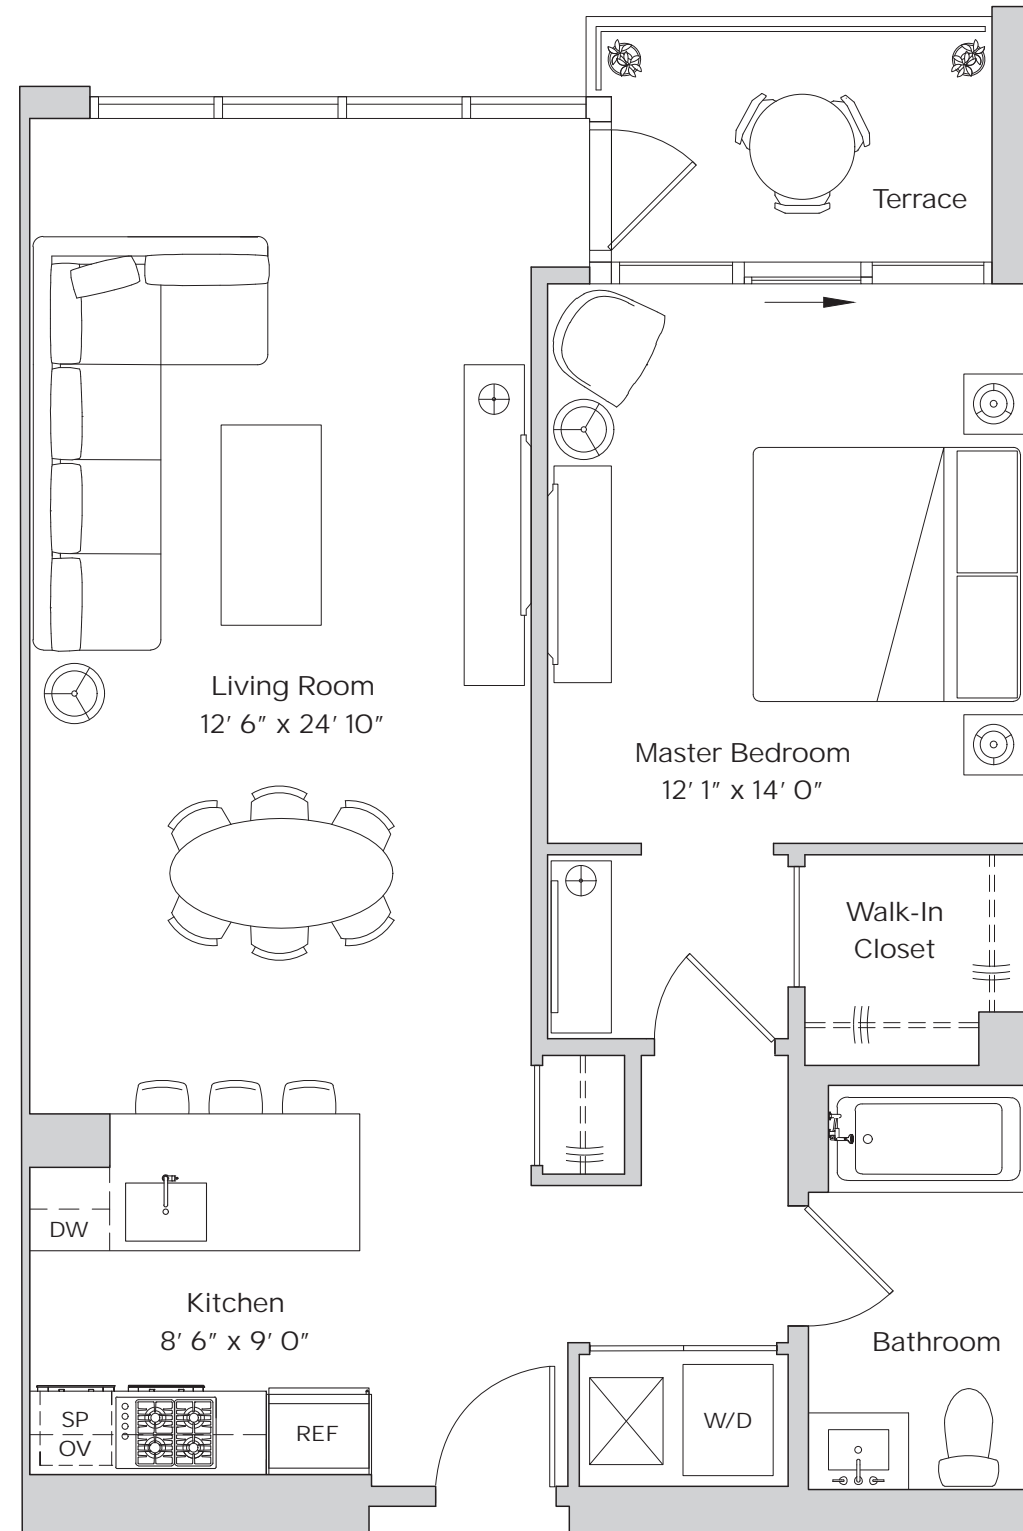 Terrace
Living Room
12' 6" x 24' 10"
Master Bedroom
12' 1" x 14' 0"
Walk-In
Closet
DW
Kitchen
8' 6" x 9' 0"
Bathroom
SP
OV
REF
W/D